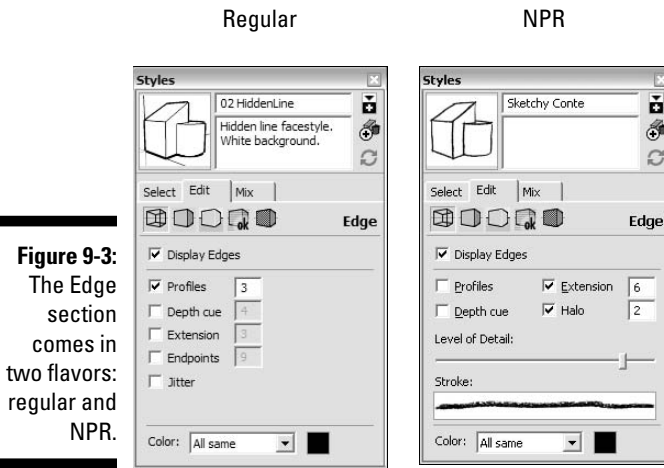 Regular
NPR
Styles
02 HiddenLine
Hidden line facestyle.
White background.
Select Edit Mix
ok
Edge
Display Edges
Profiles 3
Depth cue 4
Extension 3
Endpoints 9
Jitter
Color: All same
Styles
Sketchy Conte
Select Edit Mix
ok
Edge
Display Edges
Profiles Extension 6
Depth cue Halo 2
Level of Detail:
Stroke:
Color: All same
Figure 9-3:
The Edge
section
comes in
two flavors:
regular and
NPR.